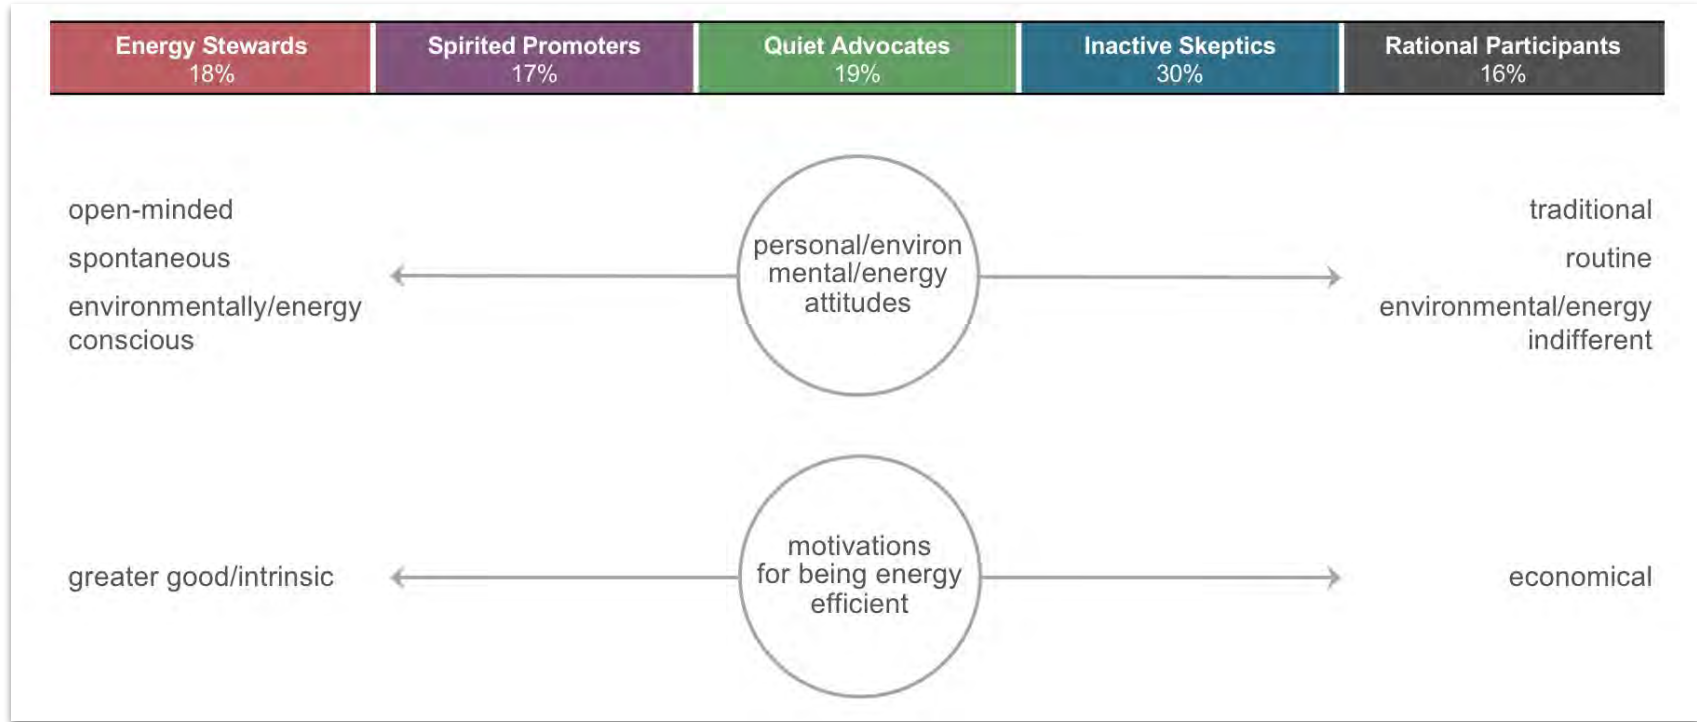 Energy Stewards
18%
Spirited Promoters
17%
Quiet Advocates
19%
Inactive Skeptics
30%
Rational Participants
16%
open-minded
spontaneous
environmentally/energy
conscious
personal/environ
mental/energy
attitudes
traditional
routine
environmental/energy
indifferent
greater good/intrinsic
motivations
for being energy
efficient
economical